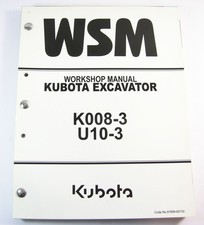 WSM
WORKSHOP MANUAL
KUBOTA EXCAVATOR
K008-3
U10-3
Kubota